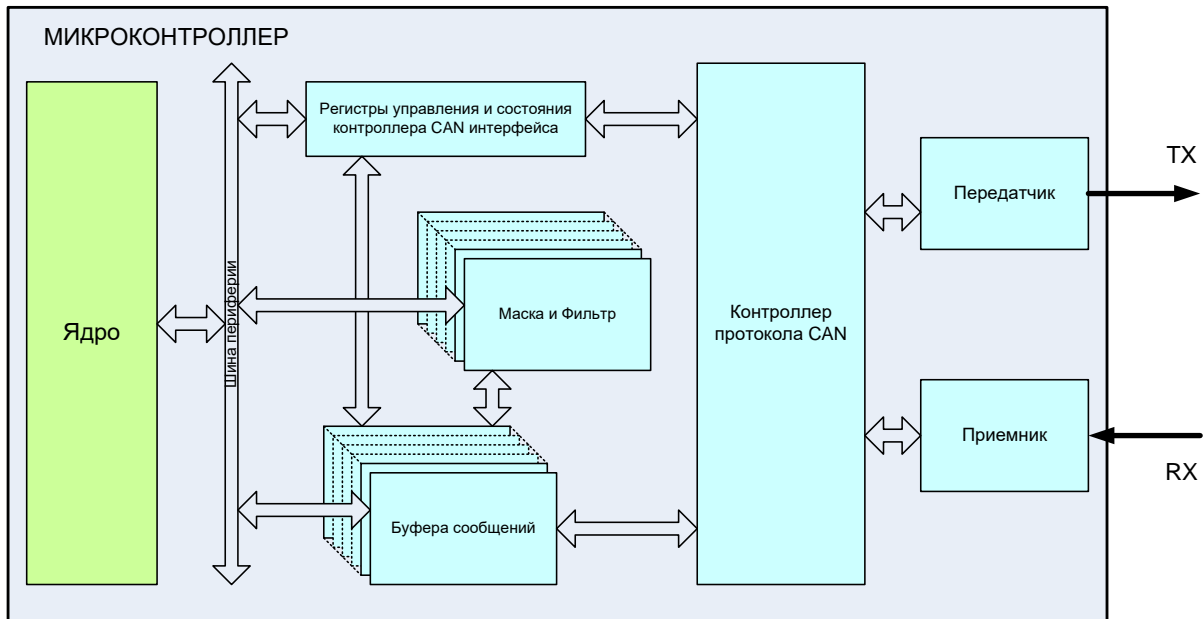 МИКРОКОНТРОЛЛЕР
Ядро
Шина периферии
Регистры управления и состояния
контроллера CAN интерфейса
Маска и Фильтр
Буфера сообщений
Контроллер
протокола CAN
Передатчик
TX
Приемник
RX